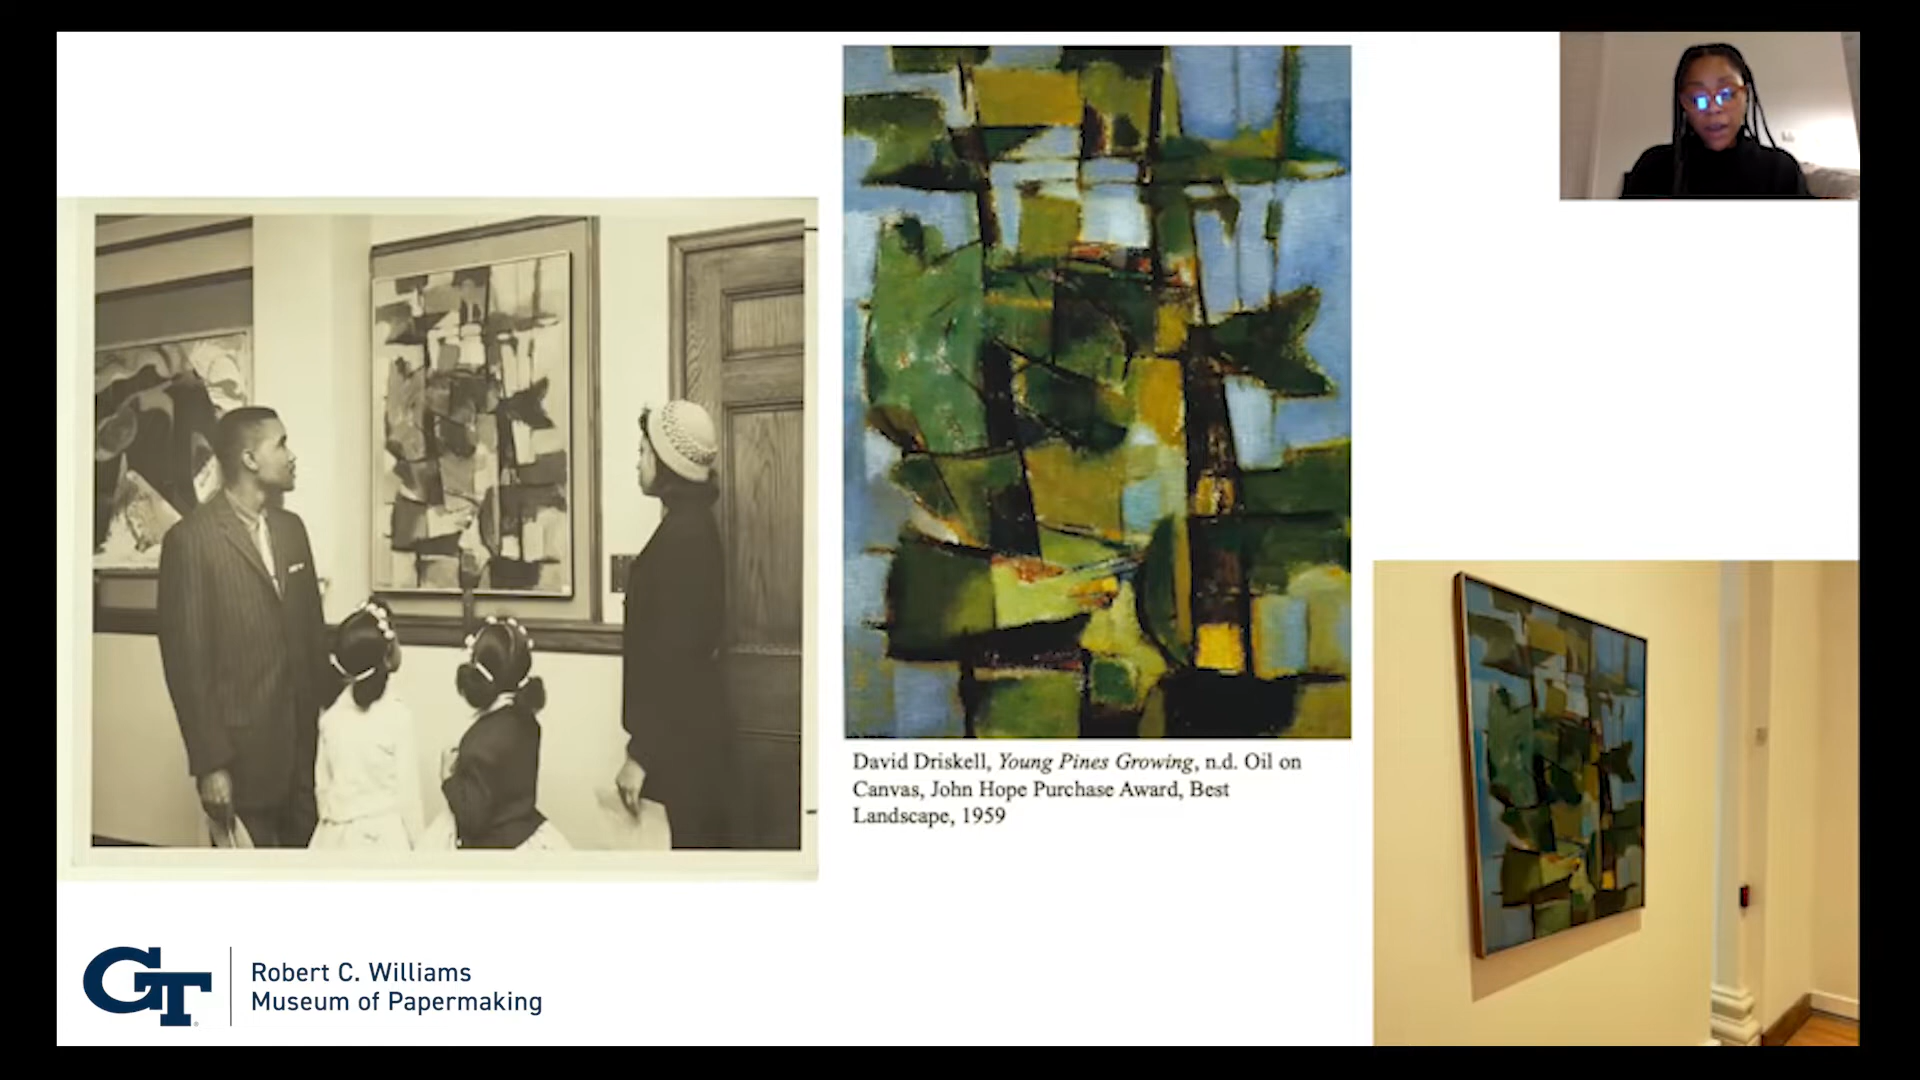 David Driskell, Young Pines Growing, n.d. Oil on
Canvas, John Hope Purchase Award, Best
Landscape, 1959
GT
Robert C. Williams
Museum of Papermaking